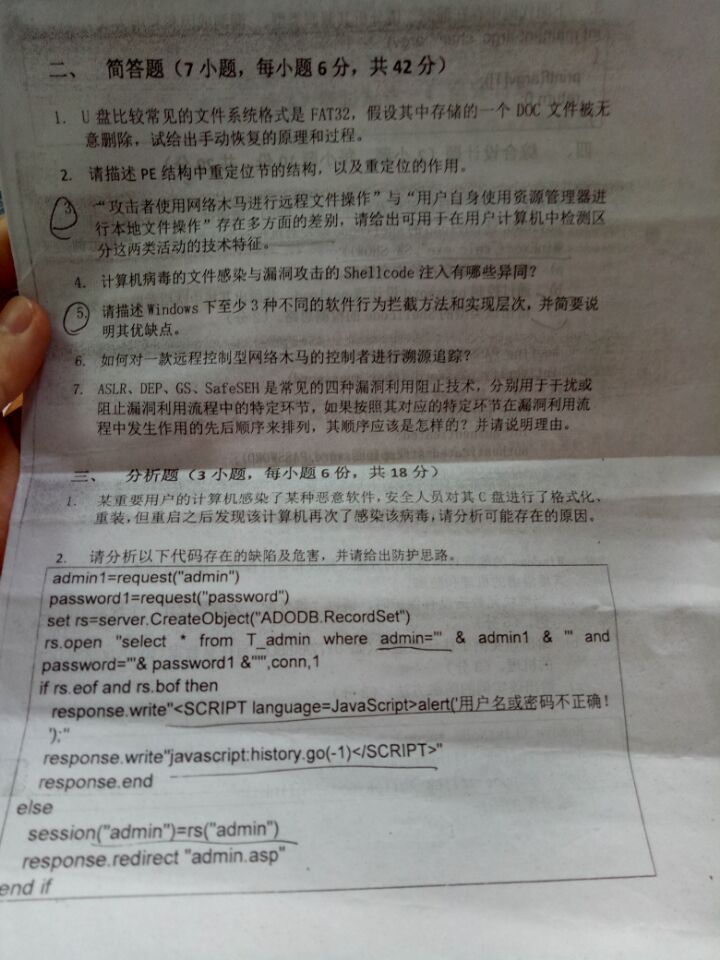 二、 简答题（7 小题，每小题 6 分，共 42 分）
1. U 盘比较常见的文件系统格式是 FAT32，假设其中存储的一个 DOC 文件被无
意删除，试给出手动恢复的原理和过程。
2. 请描述 PE 结构中重定位节的结构，以及重定位的作用。
3. “攻击者使用网络木马进行远程文件操作”与“用户自身使用资源管理器进
行本地文件操作”存在多方面的差别，请给出可用于在用户计算机中检测区
分这两类活动的技术特征。
4. 计算机病毒的文件感染与漏洞攻击的 Shellcode 注入有哪些异同？
5. 请描述 Windows 下至少 3 种不同的软件行为拦截方法和实现层次，并简要说
明其优缺点。
6. 如何对一款远程控制型网络木马的控制者进行溯源追踪？
7. ASLR、DEP、GS、SafeSEH 是常见的四种漏洞利用阻止技术，分别用于干扰或
阻止漏洞利用流程中的特定环节，如果按照其对应的特定环节在漏洞利用流
程中发生作用的先后顺序来排列，其顺序应该是怎样的？并请说明理由。
三、 分析题（3 小题，每小题 6 份，共 18 分）
1. 某重要用户的计算机感染了某种恶意软件，安全人员对其 C 盘进行了格式化、
重装，但重启之后发现该计算机再次了感染该病毒，请分析可能存在的原因。
2. 请分析以下代码存在的缺陷及危害，并请给出防护思路。
admin1=request("admin")
password1=request("password")
set rs=server.CreateObject("ADODB.RecordSet")
rs.open "select * from T_admin where admin='" & admin1 & "' and
password='"& password1 &"'",conn,1
if rs.eof and rs.bof then
response.write"<SCRIPT language=JavaScript>alert('用户名或密码不正确！
');"
response.write"javascript:history.go(-1)</SCRIPT>"
response.end
else
session("admin")=rs("admin")
response.redirect "admin.asp"
end if